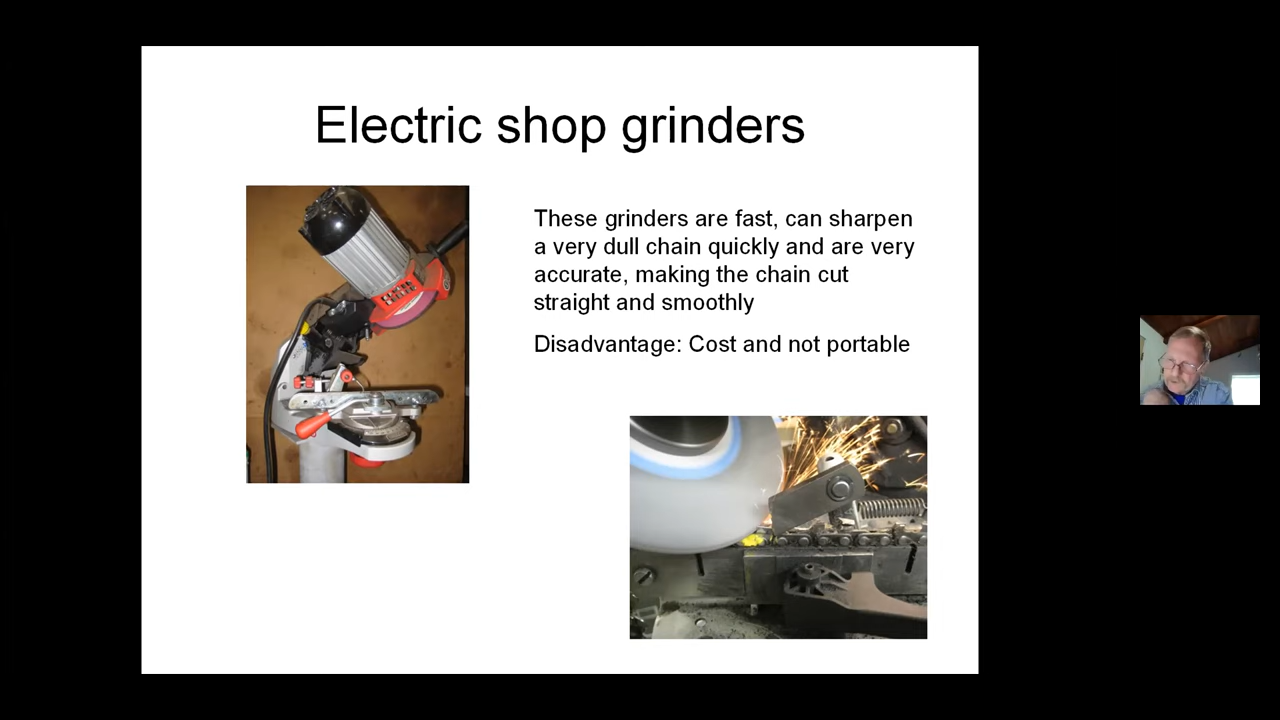 Electric shop grinders
These grinders are fast, can sharpen
a very dull chain quickly and are very
accurate, making the chain cut
straight and smoothly
Disadvantage: Cost and not portable